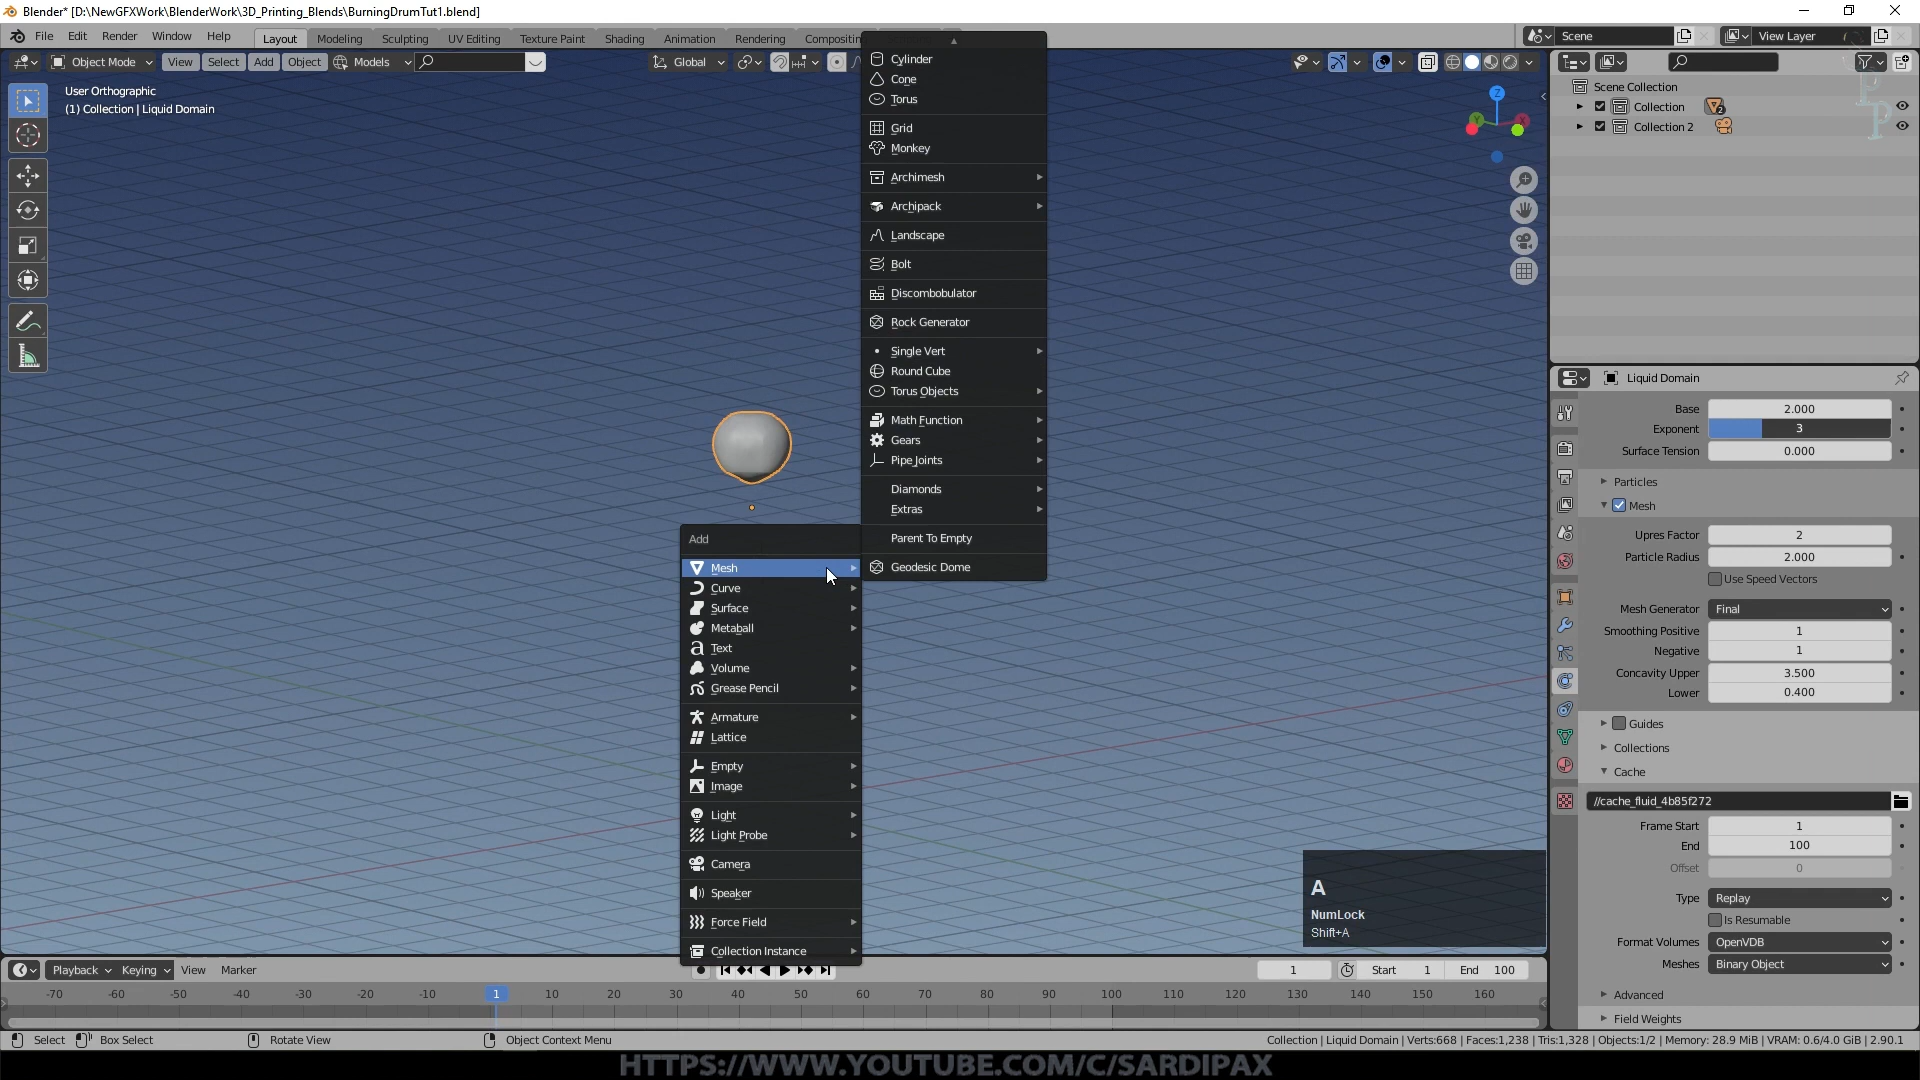 Blender* [D:\NewGFXWork\BlenderWork\3D_Printing_Blends\BurningDrumTut1.blend]
File Edit Render Window Help Layout Modeling Sculpting UV Editing Texture Paint Shading Animation Rendering Scene View Layer
Object Mode View Select Add Object Models Global
User Orthographic
(1) Collection | Liquid Domain
Z
Scene Collection
Collection 2
Collection 2
Cylinder
Cone
Torus
Grid
Monkey
Archimesh
Archipack
Landscape
Bolt
Discombobulator
Rock Generator
Single Vert
Round Cube
Torus Objects
Math Function
Gears
Pipe Joints
Diamonds
Extras
Parent To Empty
Geodesic Dome
Add
Mesh
Curve
Surface
Metaball
Text
Volume
Grease Pencil
Armature
Lattice
Empty
Image
Light
Light Probe
Camera
Speaker
Force Field
Collection Instance
Liquid Domain
Base 2.000
Exponent 3
Surface Tension 0.000
Particles
Mesh
Upres Factor 2
Particle Radius 2.000
Use Speed Vectors
Mesh Generator Final
Smoothing Positive 1
Negative 1
Concavity Upper 3.500
Lower 0.400
Guides
Collections
Cache
//cache_fluid_4b85f272
Frame Start 1
End 100
Offset 0
Type Replay
Is Resumable
Format Volumes OpenVDB
Meshes Binary Object
Advanced
Field Weights
A
NumLock
Shift+A
Playback Keying View Marker 1 Start 1 End 100
-70 -60 -50 -40 -30 -20 -10 1 10 20 30 40 50 60 70 80 90 100 110 120 130 140 150 160
Select Box Select Rotate View Object Context Menu Collection | Liquid Domain | Verts:668 | Faces:1,238 | Tris:1,328 | Objects:1/2 | Memory: 28.9 MiB | VRAM: 0.6/4.0 GiB | 2.90.1
HTTPS://WWW.YOUTUBE.COM/C/SARDIPAX